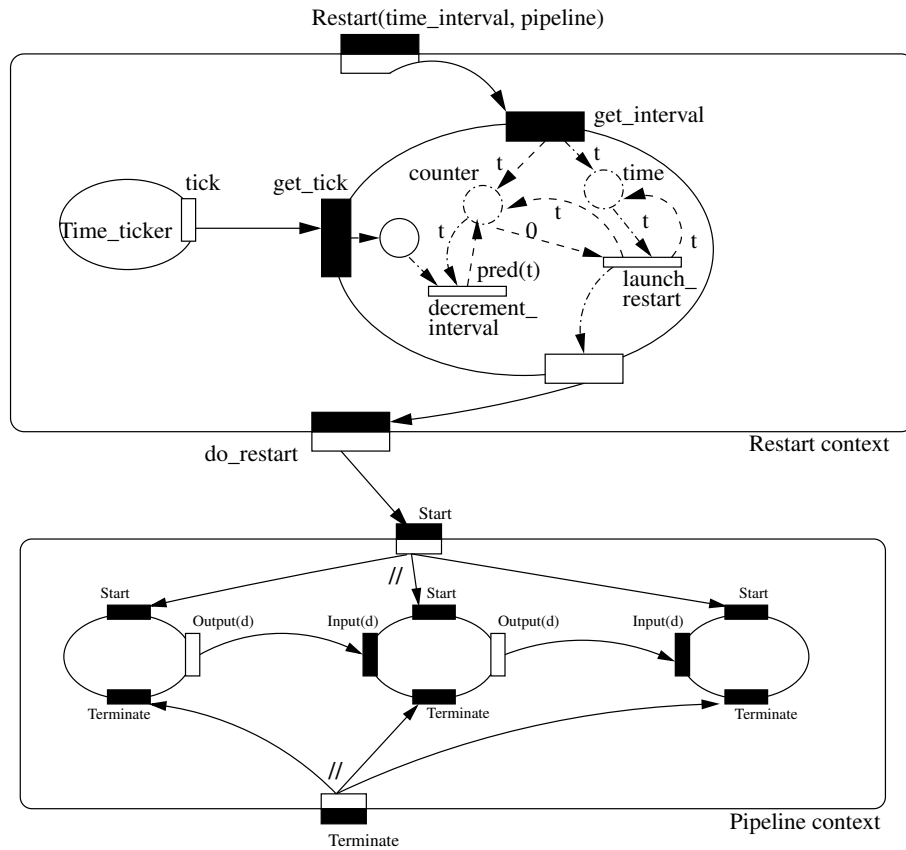 Restart(time_interval, pipeline)
get_interval
tick
get_tick
counter
t
t
time
Time_ticker
t
t
0
t
t
pred(t)
launch_
restart
decrement_
interval
Restart context
do_restart
Start
//
Start
Start
Start
Output(d)
Input(d)
Output(d)
Input(d)
Terminate
Terminate
Terminate
//
Terminate
Pipeline context